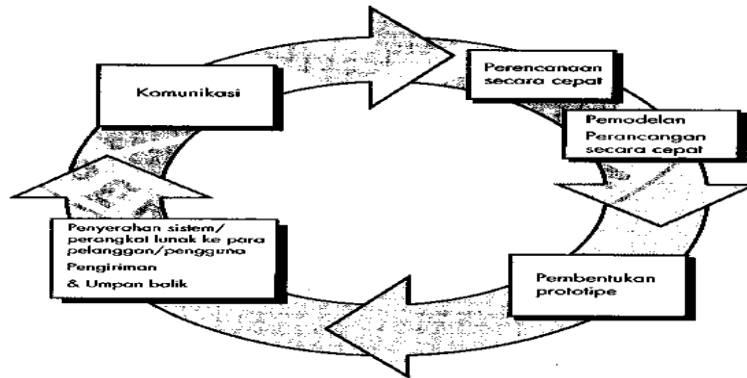 Komunikasi
Perencanaan
secara cepat
Pemodelan
Perancangan
secara cepat
Pembentukan
prototipe
Penyerahan sistem/
perangkat lunak ke para
pelanggan/pengguna
Pengiriman
& Umpan balik